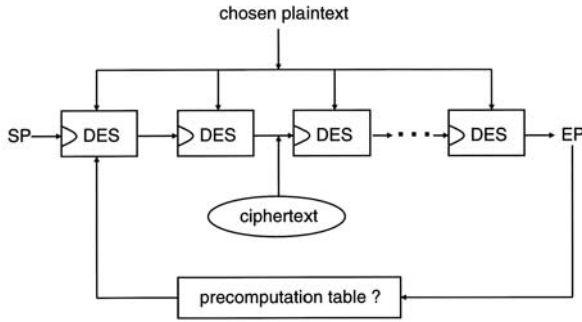 chosen plaintext
SP DES DES DES DES EP
ciphertext
precomputation table ?